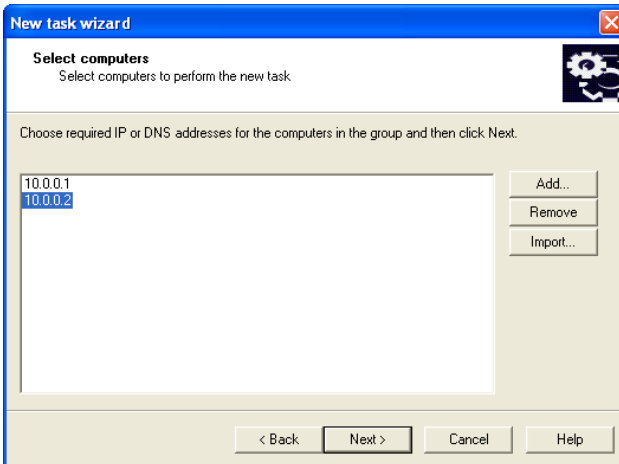 New task wizard
Select computers
Select computers to perform the new task
Choose required IP or DNS addresses for the computers in the group and then click Next.
10.0.0.1
10.0.0.2
Add...
Remove
Import...
< Back
Next >
Cancel
Help